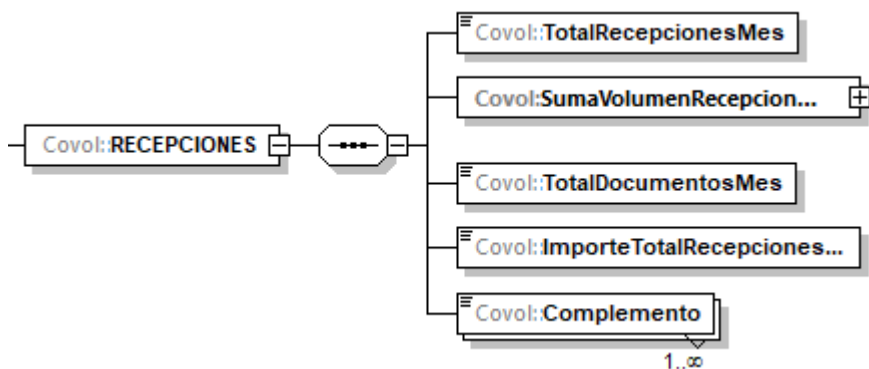 Covol::TotalRecepcionesMes
Covol:SumaVolumenRecepcion...
Covol::RECEPCIONES
Covol::TotalDocumentosMes
Covol::ImporteTotalRecepciones...
Covol::Complemento
1..∞